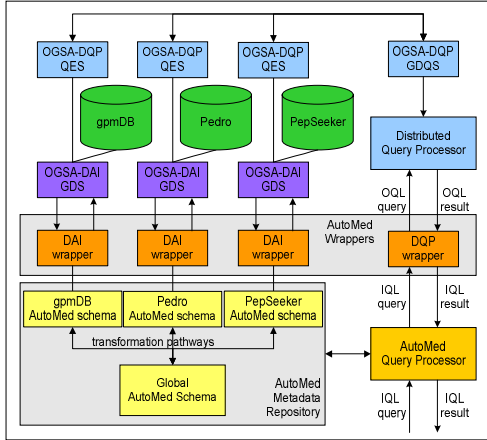 OGSA-DQP
QES
OGSA-DQP
QES
OGSA-DQP
QES
OGSA-DQP
GDQS
gpmDB
Pedro
PepSeeker
Distributed
Query Processor
OGSA-DAI
GDS
OGSA-DAI
GDS
OGSA-DAI
GDS
OQL
query
OQL
result
AutoMed
Wrappers
DAI
wrapper
DAI
wrapper
DAI
wrapper
DQP
wrapper
gpmDB
AutoMed schema
Pedro
AutoMed schema
PepSeeker
AutoMed schema
IQL
query
IQL
result
transformation pathways
AutoMed
Query Processor
Global
AutoMed Schema
AutoMed
Metadata
Repository
IQL
query
IQL
result